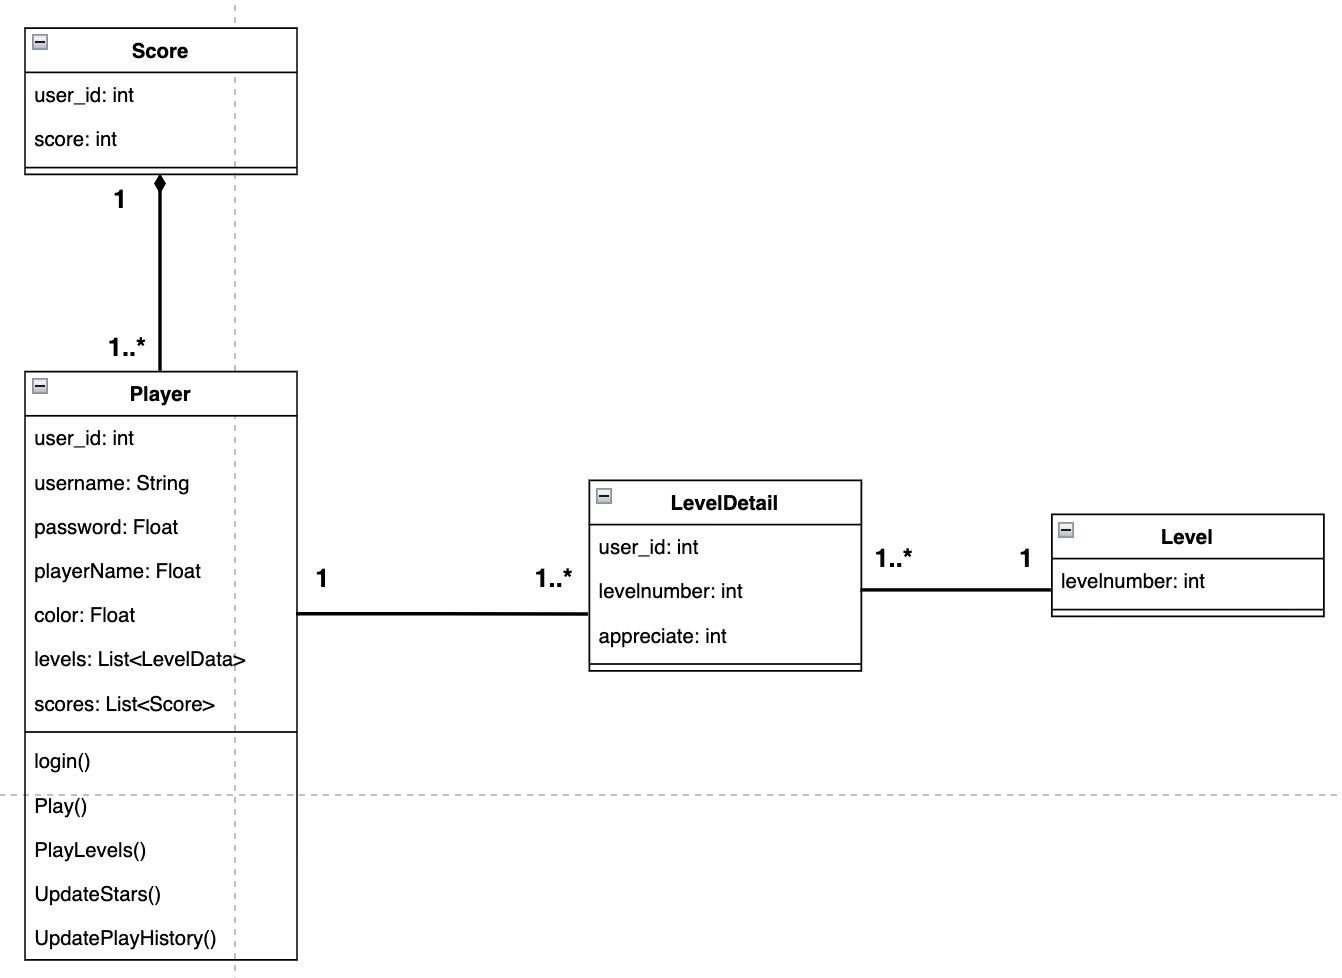 Score
user_id: int
score: int
1
1..*
Player
user_id: int
username: String
password: Float
playerName: Float
color: Float
levels: List<LevelData>
scores: List<Score>
login()
Play()
PlayLevels()
UpdateStars()
UpdatePlayHistory()
1
1..*
LevelDetail
user_id: int
levelnumber: int
appreciate: int
1..*
1
Level
levelnumber: int